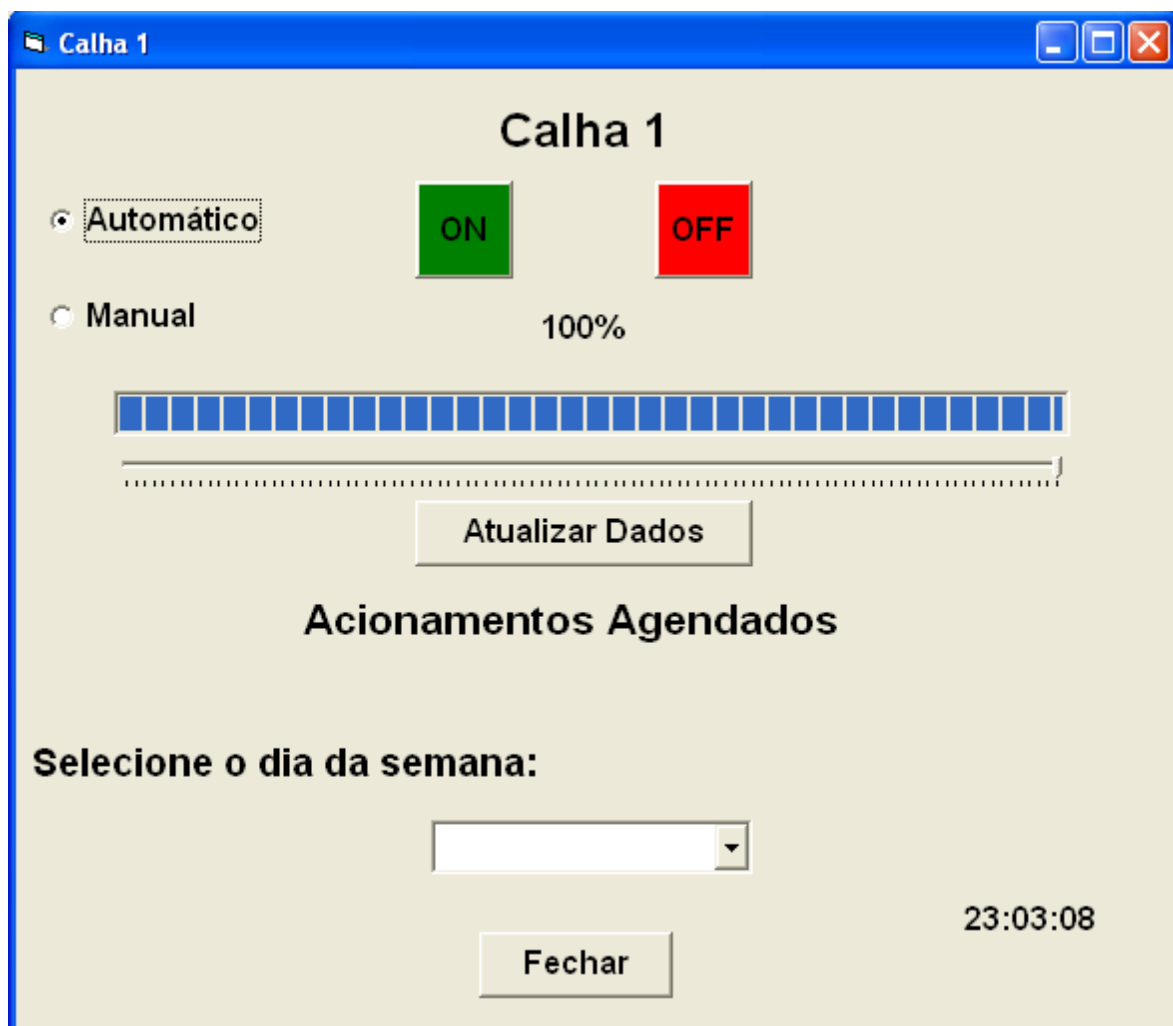 Calha 1
Calha 1
Automático
ON
OFF
Manual
100%
Atualizar Dados
Acionamentos Agendados
Selecione o dia da semana:
23:03:08
Fechar